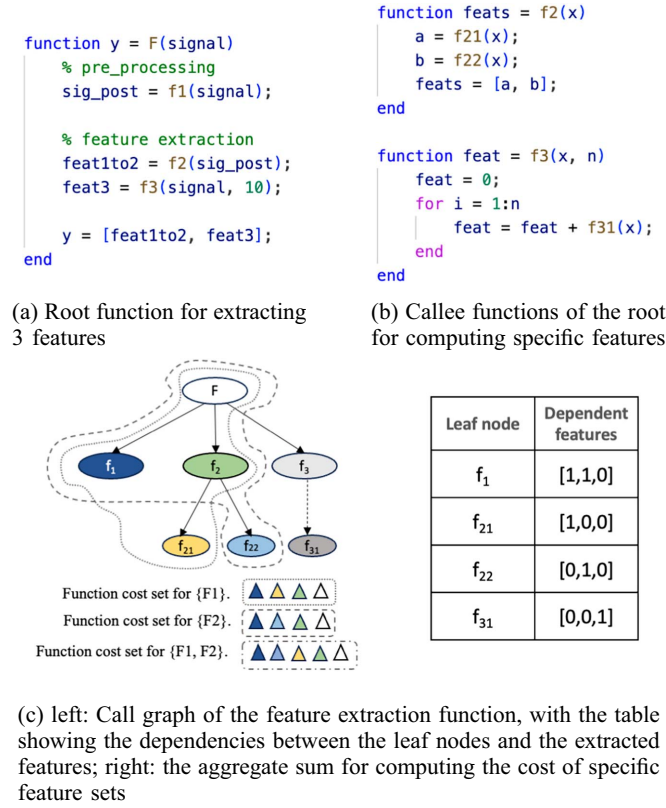 function y = F(signal)
% pre_processing
sig_post = f1(signal);
% feature extraction
feat1to2 = f2(sig_post);
feat3 = f3(signal, 10);
y = [feat1to2, feat3];
end
(a) Root function for extracting
3 features
function feats = f2(x)
a = f21(x);
b = f22(x);
feats = [a, b];
end
function feat = f3(x, n)
feat = 0;
for i = 1:n
feat = feat + f31(x);
end
end
(b) Callee functions of the root
for computing specific features
F
f1
f2
f3
f21
f22
f31
Function cost set for {F1}.
Function cost set for {F2}.
Function cost set for {F1, F2}.
Leaf node Dependent features
f1 [1,1,0]
f21 [1,0,0]
f22 [0,1,0]
f31 [0,0,1]
(c) left: Call graph of the feature extraction function, with the table
showing the dependencies between the leaf nodes and the extracted
features; right: the aggregate sum for computing the cost of specific
feature sets